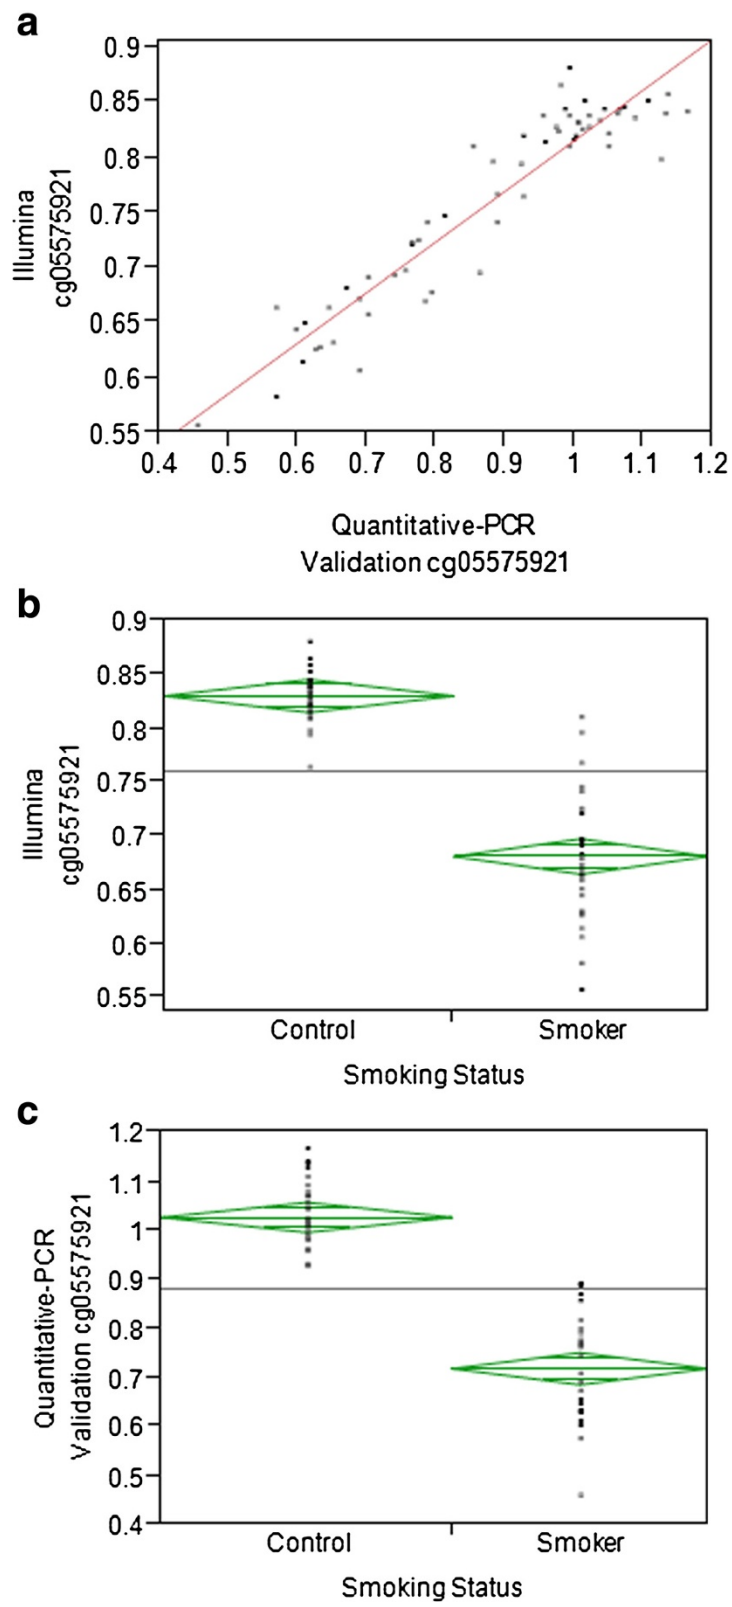 a
0.9
0.85
0.8
0.75
0.7
0.65
0.6
0.55
Illumina
cg05575921
0.4 0.5 0.6 0.7 0.8 0.9 1 1.1 1.2
Quantitative-PCR
Validation cg05575921
b
0.9
0.85
0.8
0.75
0.7
0.65
0.6
0.55
Illumina
cg05575921
Control Smoker
Smoking Status
c
1.2
1.1
1
0.9
0.8
0.7
0.6
0.5
0.4
Quantitative-PCR
Validation cg05575921
Control Smoker
Smoking Status